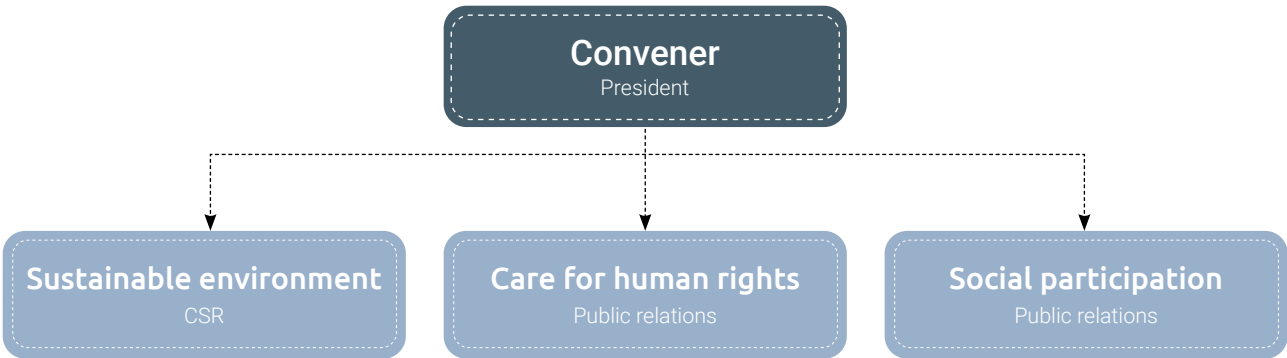 Convener
President
Sustainable environment
CSR
Care for human rights
Public relations
Social participation
Public relations